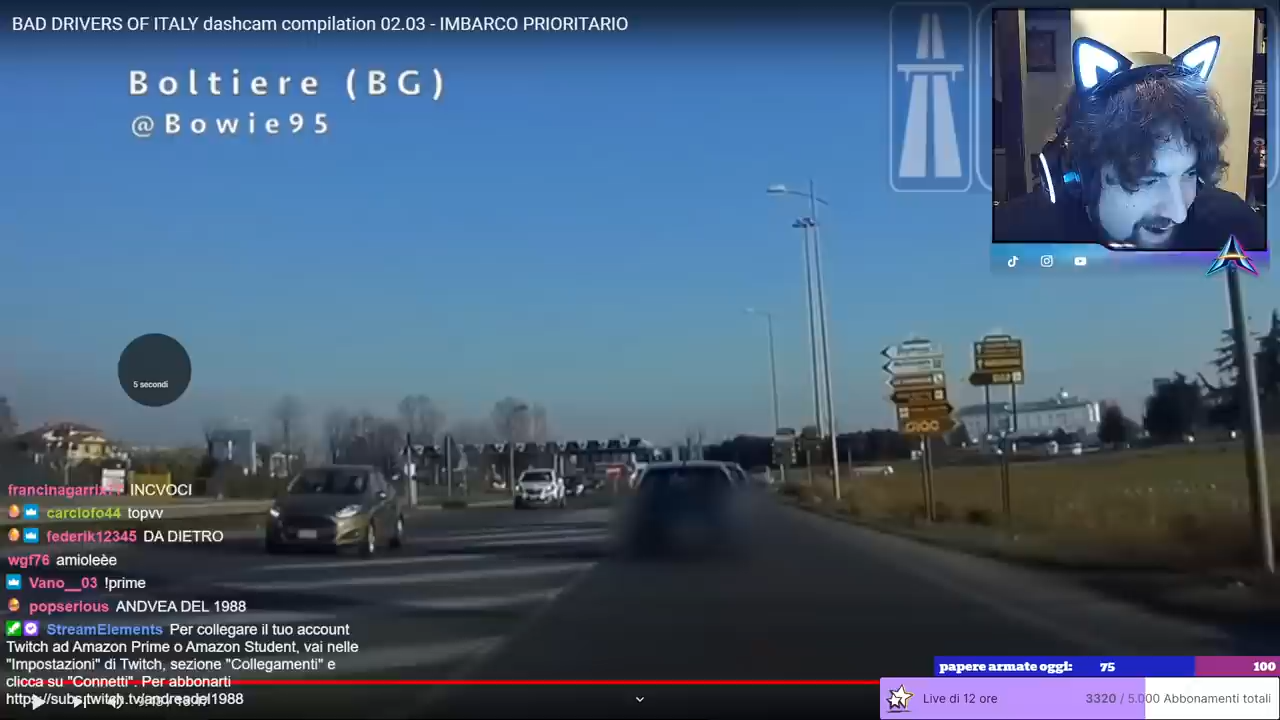 BAD DRIVERS OF ITALY dashcam compilation 02.03 - IMBARCO PRIORITARIO
Boltiere (BG)
@Bowie95
5 secondi
INCVOCI
carciofo44 topvv
federik12345 DA DIETRO
wgf76 amioleèe
Vano__03 !prime
popserious ANDVEA DEL 1988
StreamElements Per collegare il tuo account
Twitch ad Amazon Prime o Amazon Student, vai nelle
"Impostazioni" di Twitch, sezione "Collegamenti" e
clicca su "Connetti". Per abbonarti
https://subs.twitch.tv/andreadel1988
papere armate oggi: 75 100
Live di 12 ore 3320 / 5.000 Abbonamenti totali